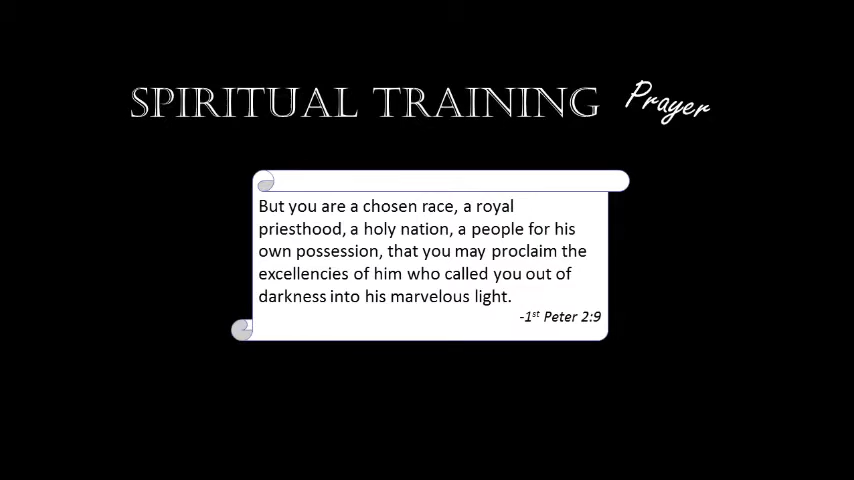 SPIRITUAL TRAINING Prayer
But you are a chosen race, a royal
priesthood, a holy nation, a people for his
own possession, that you may proclaim the
excellencies of him who called you out of
darkness into his marvelous light.
-1st Peter 2:9